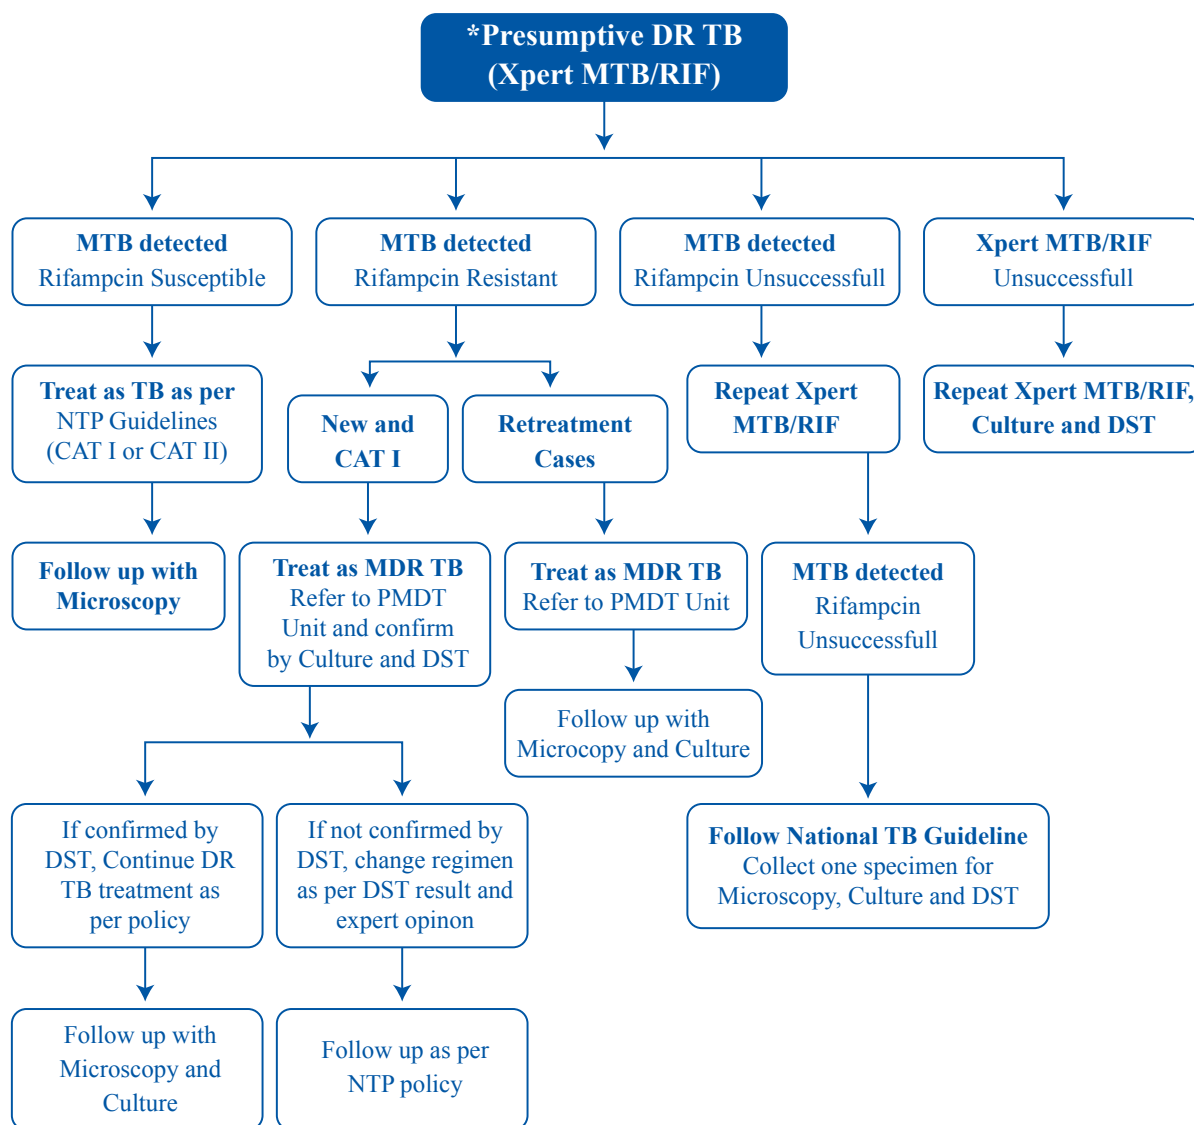 *Presumptive DR TB
(Xpert MTB/RIF)
MTB detected
Rifampcin Susceptible
MTB detected
Rifampcin Resistant
MTB detected
Rifampcin Unsuccessfull
Xpert MTB/RIF
Unsuccessfull
Treat as TB as per
NTP Guidelines
(CAT I or CAT II)
New and
CAT I
Retreatment
Cases
Repeat Xpert
MTB/RIF
Repeat Xpert MTB/RIF,
Culture and DST
Follow up with
Microscopy
Treat as MDR TB
Refer to PMDT
Unit and confirm
by Culture and DST
Treat as MDR TB
Refer to PMDT Unit
MTB detected
Rifampcin
Unsuccessfull
Follow up with
Microcopy and Culture
If confirmed by
DST, Continue DR
TB treatment as
per policy
If not confirmed by
DST, change regimen
as per DST result and
expert opinon
Follow National TB Guideline
Collect one specimen for
Microscopy, Culture and DST
Follow up with
Microscopy and
Culture
Follow up as per
NTP policy